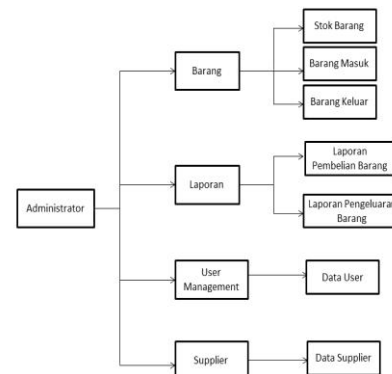 Stok Barang
Barang
Barang Masuk
Barang Keluar
Laporan
Pembelian Barang
Laporan
Administrator
Laporan Pengeluaran
Barang
User
Management
Data User
Supplier
Data Supplier